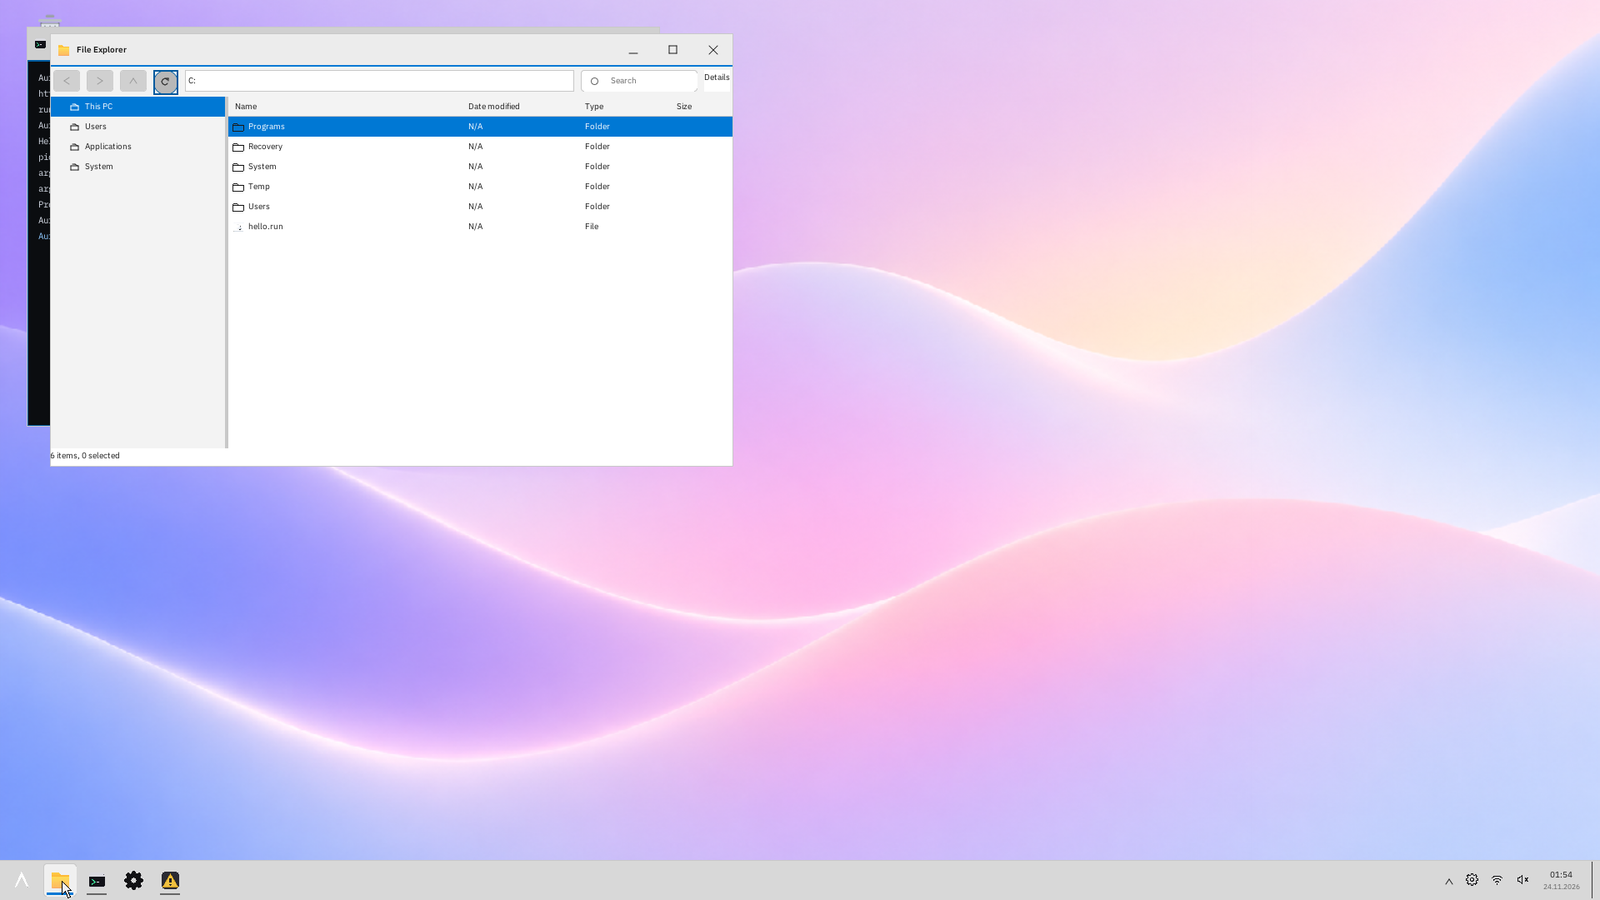 File Explorer
C:
Search
Details
This PC
Users
Applications
System
Name Date modified Type Size
Programs N/A Folder
Recovery N/A Folder
System N/A Folder
Temp N/A Folder
Users N/A Folder
hello.run N/A File
6 items, 0 selected
01:54
24.11.2026